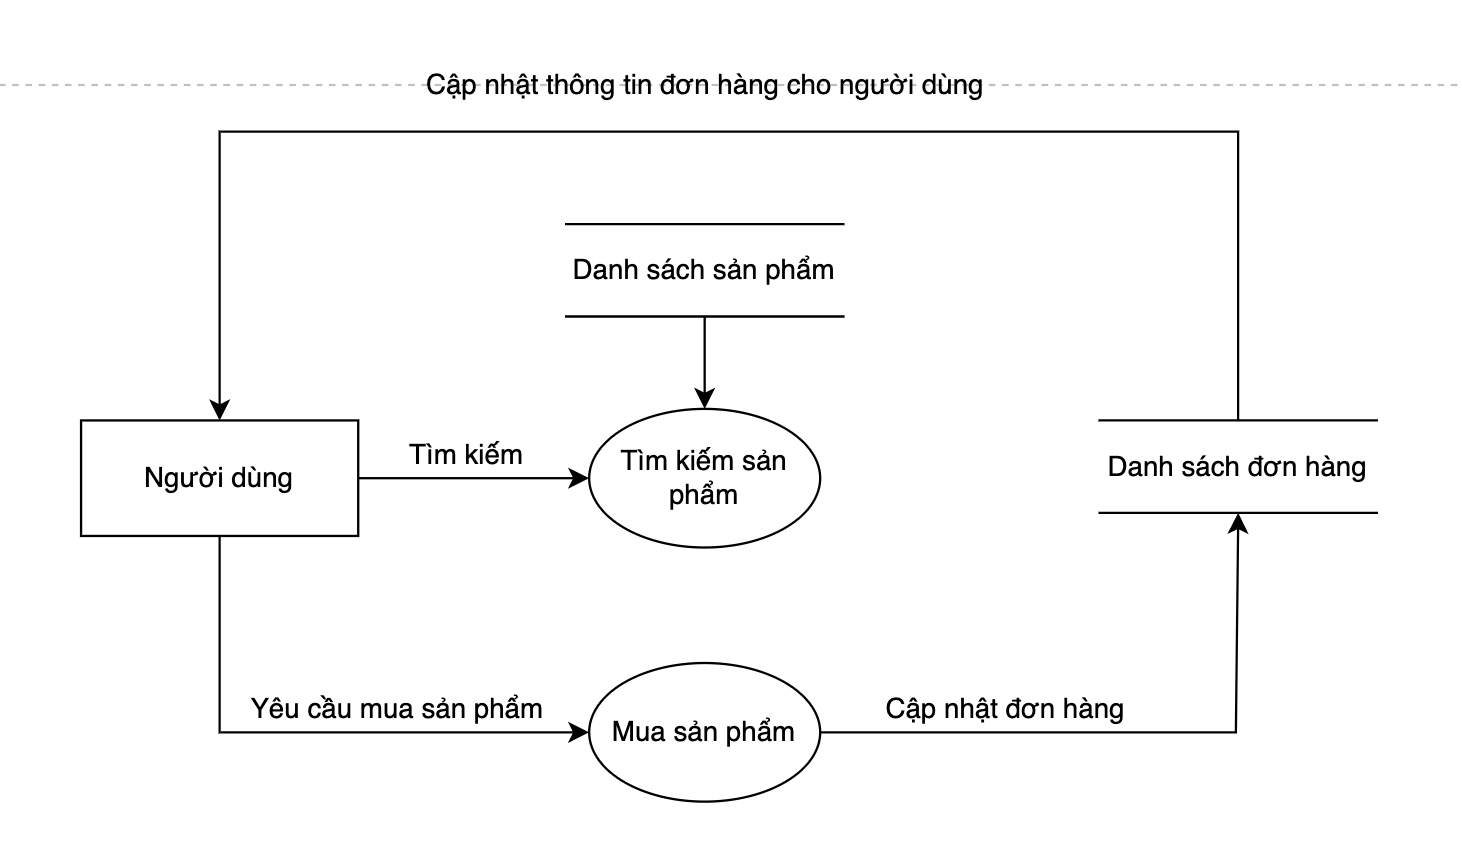 Cập nhật thông tin đơn hàng cho người dùng
Danh sách sản phẩm
Người dùng
Tìm kiếm
Tìm kiếm sản
phẩm
Danh sách đơn hàng
Yêu cầu mua sản phẩm
Mua sản phẩm
Cập nhật đơn hàng